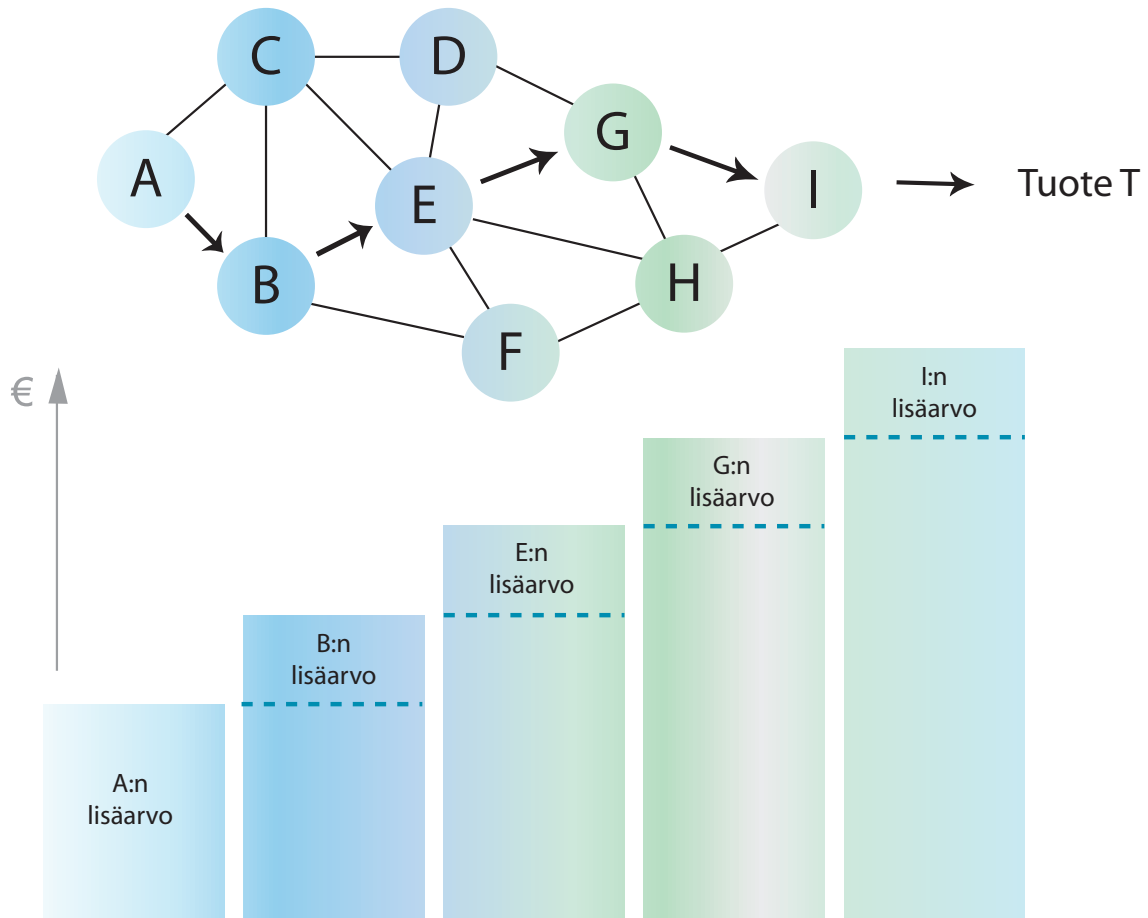 C
D
G
A
I
Tuote T
E
B
H
F
€
I:n
lisäarvo
G:n
lisäarvo
E:n
lisäarvo
B:n
lisäarvo
A:n
lisäarvo